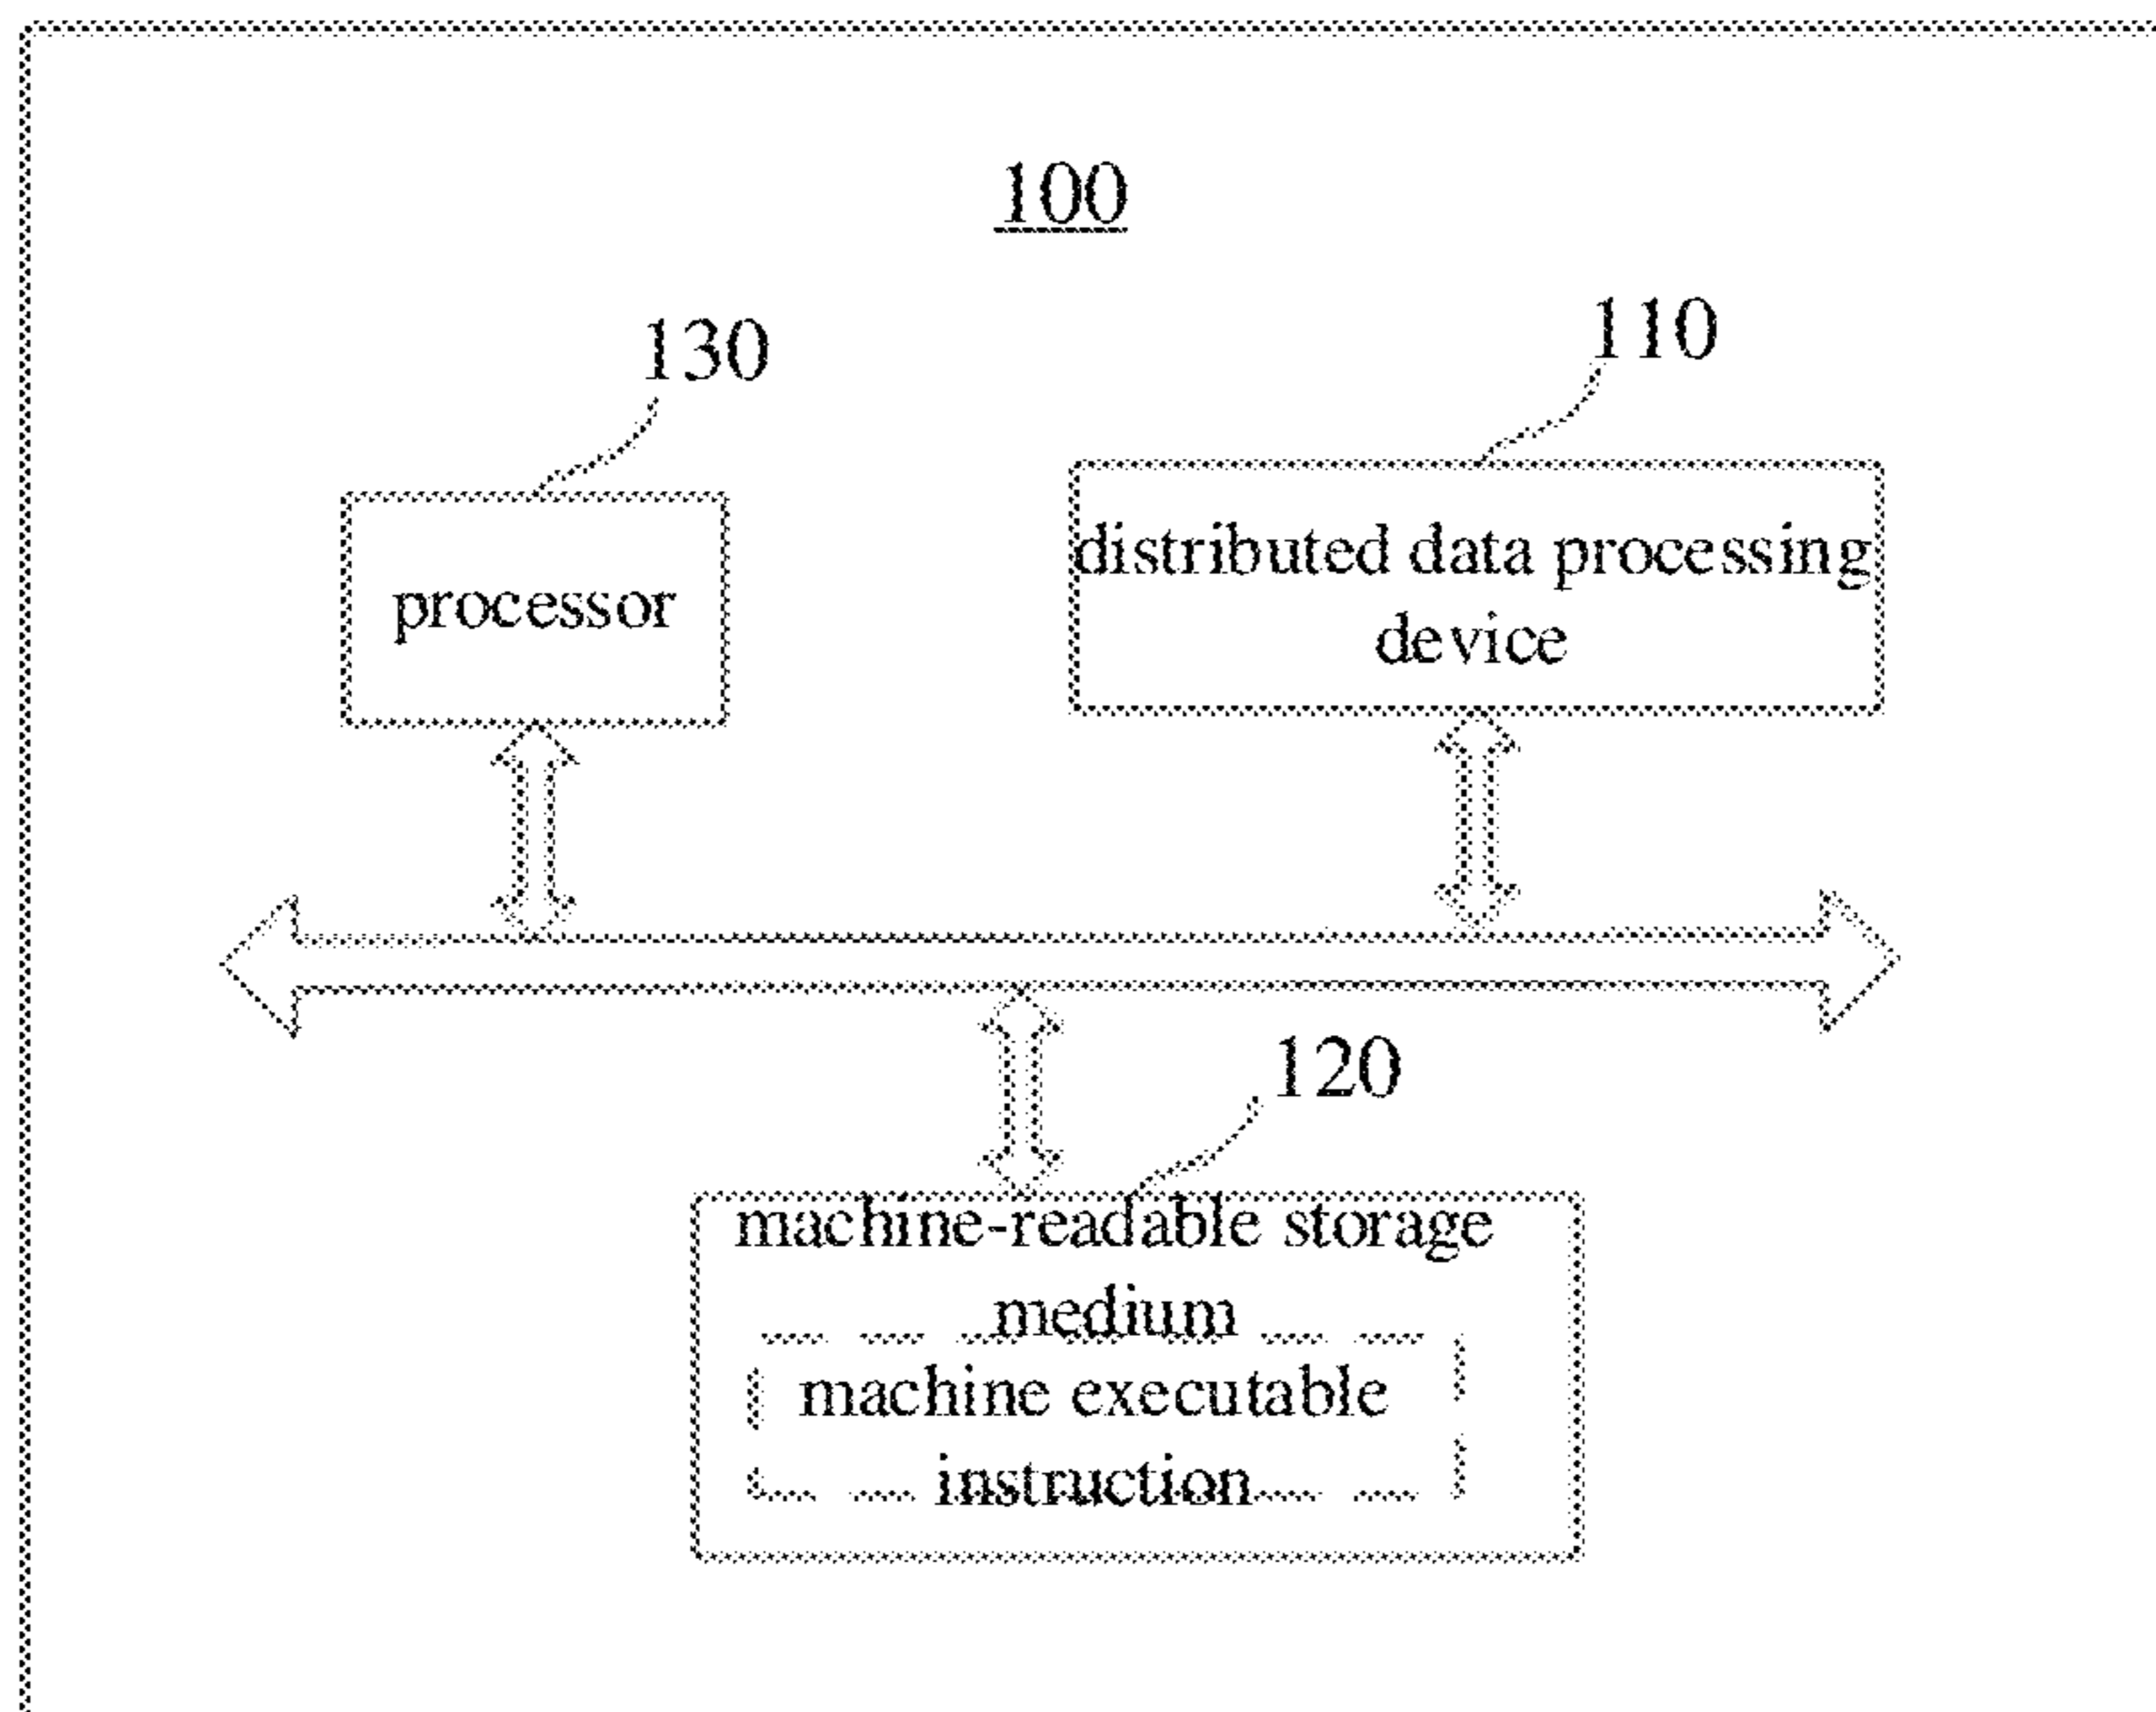 100
130
110
processor
distributed data processing
device
120
machine-readable storage
medium
machine executable
instruction